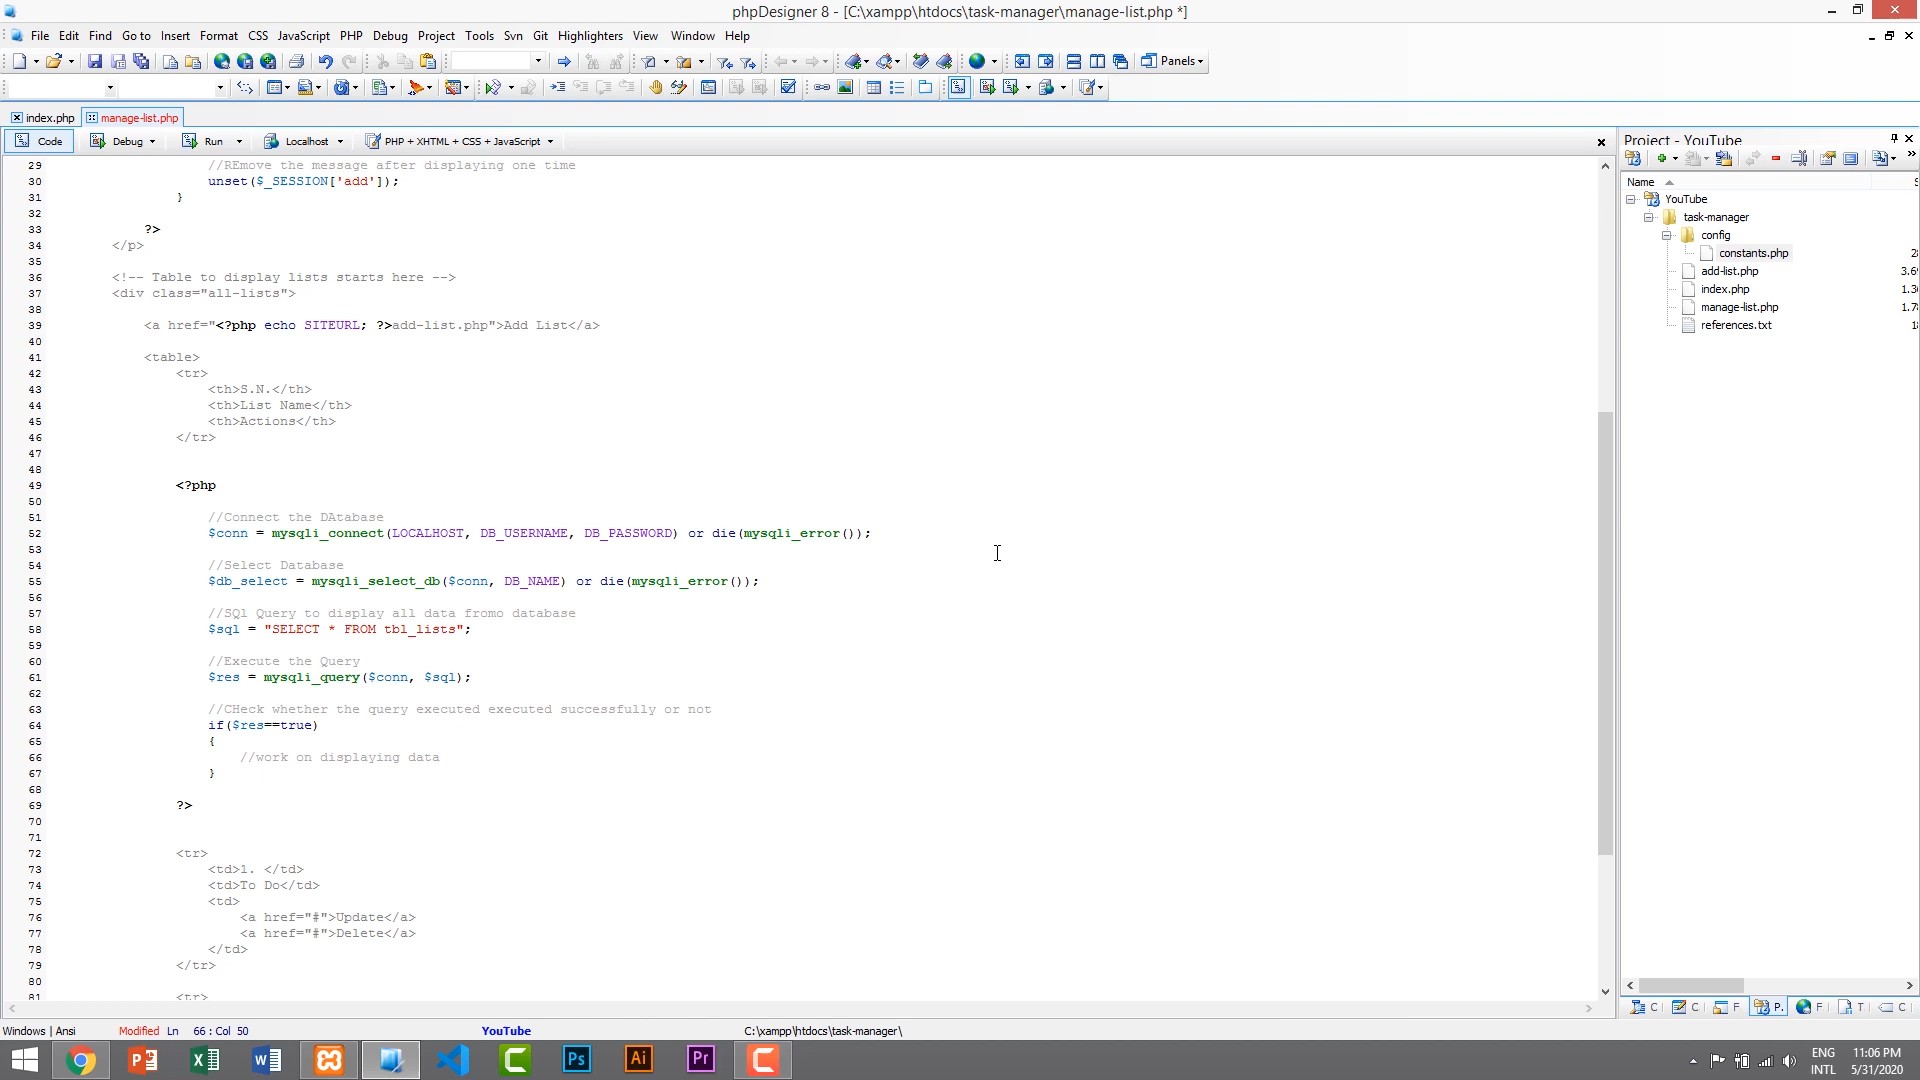 phpDesigner 8 - [C:\xampp\htdocs\task-manager\manage-list.php *]
File Edit Find Go to Insert Format CSS JavaScript PHP Debug Project Tools Svn Git Highlighters View Window Help
Panels
index.php manage-list.php
Code Debug Run Localhost PHP + XHTML + CSS + JavaScript
29 //REmove the message after displaying one time
30 unset($_SESSION['add']);
31 }
32
33 ?>
34 </p>
35
36 <!-- Table to display lists starts here -->
37 <div class="all-lists">
38
39 <a href="<?php echo SITEURL; ?>add-list.php">Add List</a>
40
41 <table>
42 <tr>
43 <th>S.N.</th>
44 <th>List Name</th>
45 <th>Actions</th>
46 </tr>
47
48
49 <?php
50
51 //Connect the DAtabase
52 $conn = mysqli_connect(LOCALHOST, DB_USERNAME, DB_PASSWORD) or die(mysqli_error());
53
54 //Select Database
55 $db_select = mysqli_select_db($conn, DB_NAME) or die(mysqli_error());
56
57 //SQl Query to display all data fromo database
58 $sql = "SELECT * FROM tbl_lists";
59
60 //Execute the Query
61 $res = mysqli_query($conn, $sql);
62
63 //CHeck whether the query executed executed successfully or not
64 if($res==true)
65 {
66 //work on displaying data
67 }
68
69 ?>
70
71
72 <tr>
73 <td>1. </td>
74 <td>To Do</td>
75 <td>
76 <a href="#">Update</a>
77 <a href="#">Delete</a>
78 </td>
79 </tr>
80
81 <tr>
Project - YouTube
Name
YouTube
task-manager
config
constants.php
add-list.php
index.php
manage-list.php
references.txt
C C F P. F T C
Windows | Ansi Modified Ln 66 : Col 50 YouTube C:\xampp\htdocs\task-manager\
ENG 11:06 PM
INTL 5/31/2020